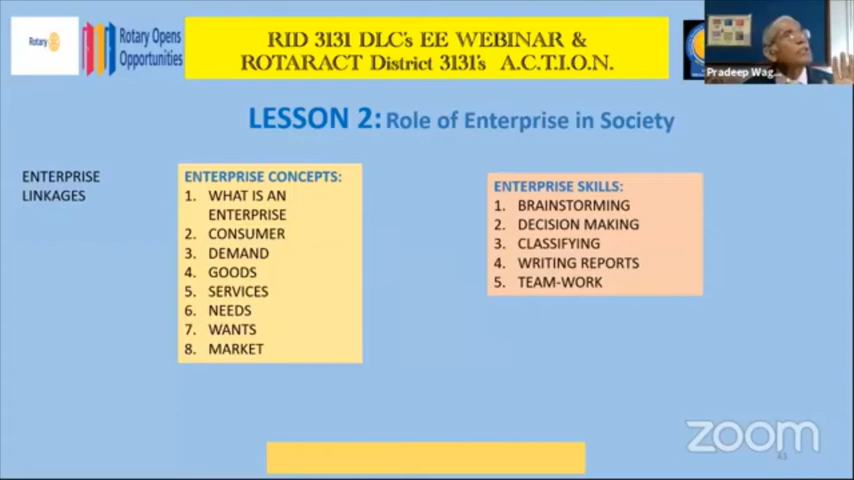 Rotary
Rotary Opens
Opportunities
RID 3131 DLC's EE WEBINAR &
ROTARACT District 3131's A.C.T.I.O.N.
Pradeep Wag...
LESSON 2: Role of Enterprise in Society
ENTERPRISE
LINKAGES
ENTERPRISE CONCEPTS:
1. WHAT IS AN
ENTERPRISE
2. CONSUMER
3. DEMAND
4. GOODS
5. SERVICES
6. NEEDS
7. WANTS
8. MARKET
ENTERPRISE SKILLS:
1. BRAINSTORMING
2. DECISION MAKING
3. CLASSIFYING
4. WRITING REPORTS
5. TEAM-WORK
zoom